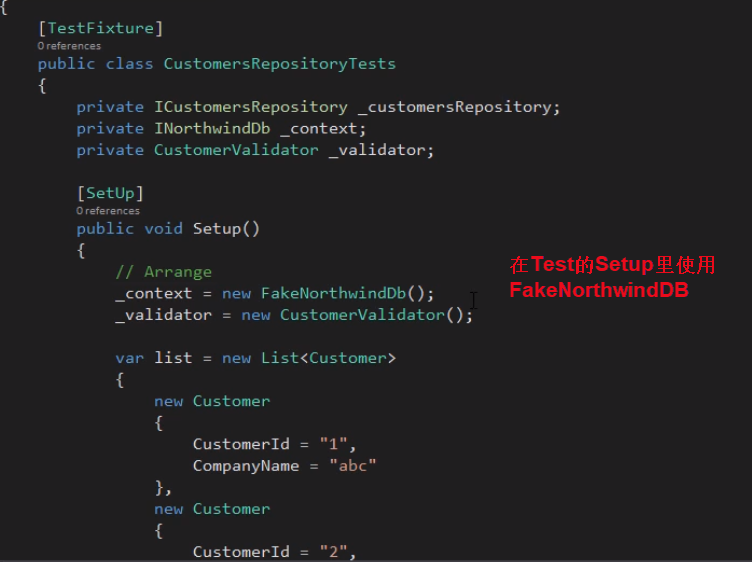 {
[TestFixture]
0 references
public class CustomersRepositoryTests
{
private ICustomersRepository _customersRepository;
private INorthwindDb _context;
private CustomerValidator _validator;
[SetUp]
0 references
public void Setup()
{
// Arrange
_context = new FakeNorthwindDb();
_validator = new CustomerValidator();
var list = new List<Customer>
{
new Customer
{
CustomerId = "1",
CompanyName = "abc"
},
new Customer
{
CustomerId = "2",
在Test的Setup里使用
FakeNorthwindDB